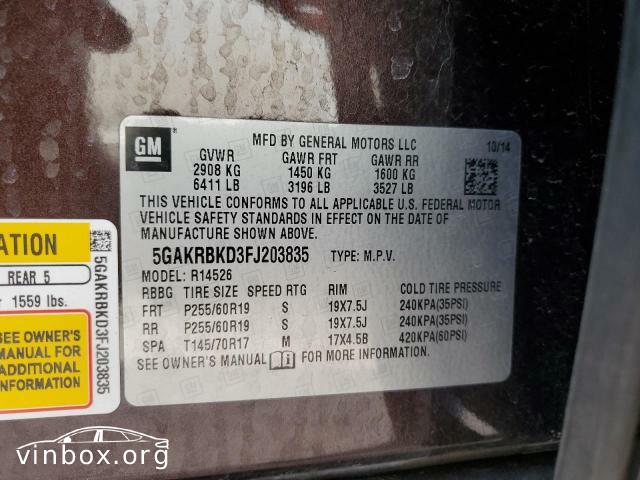 GM
MFD BY GENERAL MOTORS LLC 10/14
GVWR GAWR FRT GAWR RR
2908 KG 1450 KG 1600 KG
6411 LB 3196 LB 3527 LB
THIS VEHICLE CONFORMS TO ALL APPLICABLE U.S. FEDERAL MOTOR
VEHICLE SAFETY STANDARDS IN EFFECT ON THE DATE OF
MANUFACTURE SHOWN ABOVE.
5GAKRBKD3FJ203835 TYPE: M.P.V.
MODEL: R14526
RBBG TIRE SIZE SPEED RTG RIM COLD TIRE PRESSURE
FRT P255/60R19 S 19X7.5J 240KPA(35PSI)
RR P255/60R19 S 19X7.5J 240KPA(35PSI)
SPA T145/70R17 M 17X4.5B 420KPA(60PSI)
SEE OWNER'S MANUAL FOR MORE INFORMATION.
ATION
REAR 5
r 1559 lbs.
SEE OWNER'S
MANUAL FOR
ADDITIONAL
INFORMATION
5GAKRBKD3FJ203835
vinbox.org